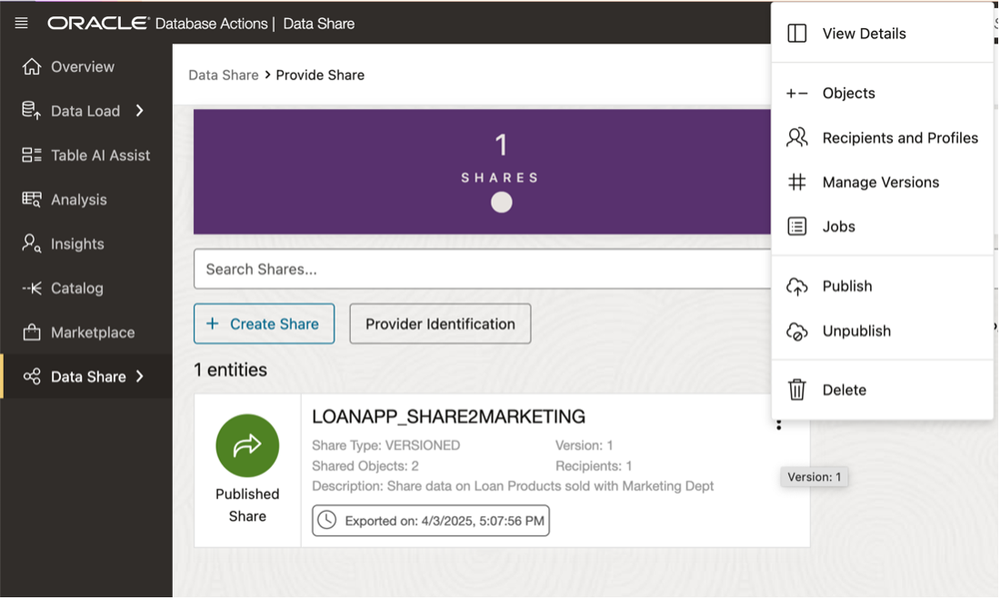 ORACLE Database Actions | Data Share
Overview
Data Load
Table AI Assist
Analysis
Insights
Catalog
Marketplace
Data Share
Data Share > Provide Share
1
SHARES
Search Shares...
+ Create Share
Provider Identification
1 entities
Published
Share
LOANAPP_SHARE2MARKETING
Share Type: VERSIONED
Version: 1
Shared Objects: 2
Recipients: 1
Description: Share data on Loan Products sold with Marketing Dept
Exported on: 4/3/2025, 5:07:56 PM
View Details
Objects
Recipients and Profiles
Manage Versions
Jobs
Publish
Unpublish
Delete
Version: 1